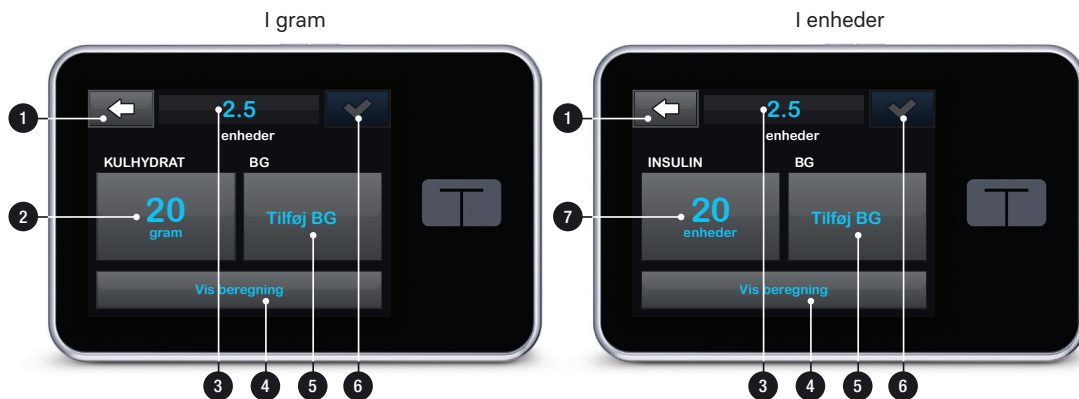 I gram
I enheder
2.5
enheder
KULHYDRAT
BG
20
gram
Tilføj BG
Vis beregning
1
2
3
4
5
6
2.5
enheder
INSULIN
BG
20
enheder
Tilføj BG
Vis beregning
1
7
3
4
5
6